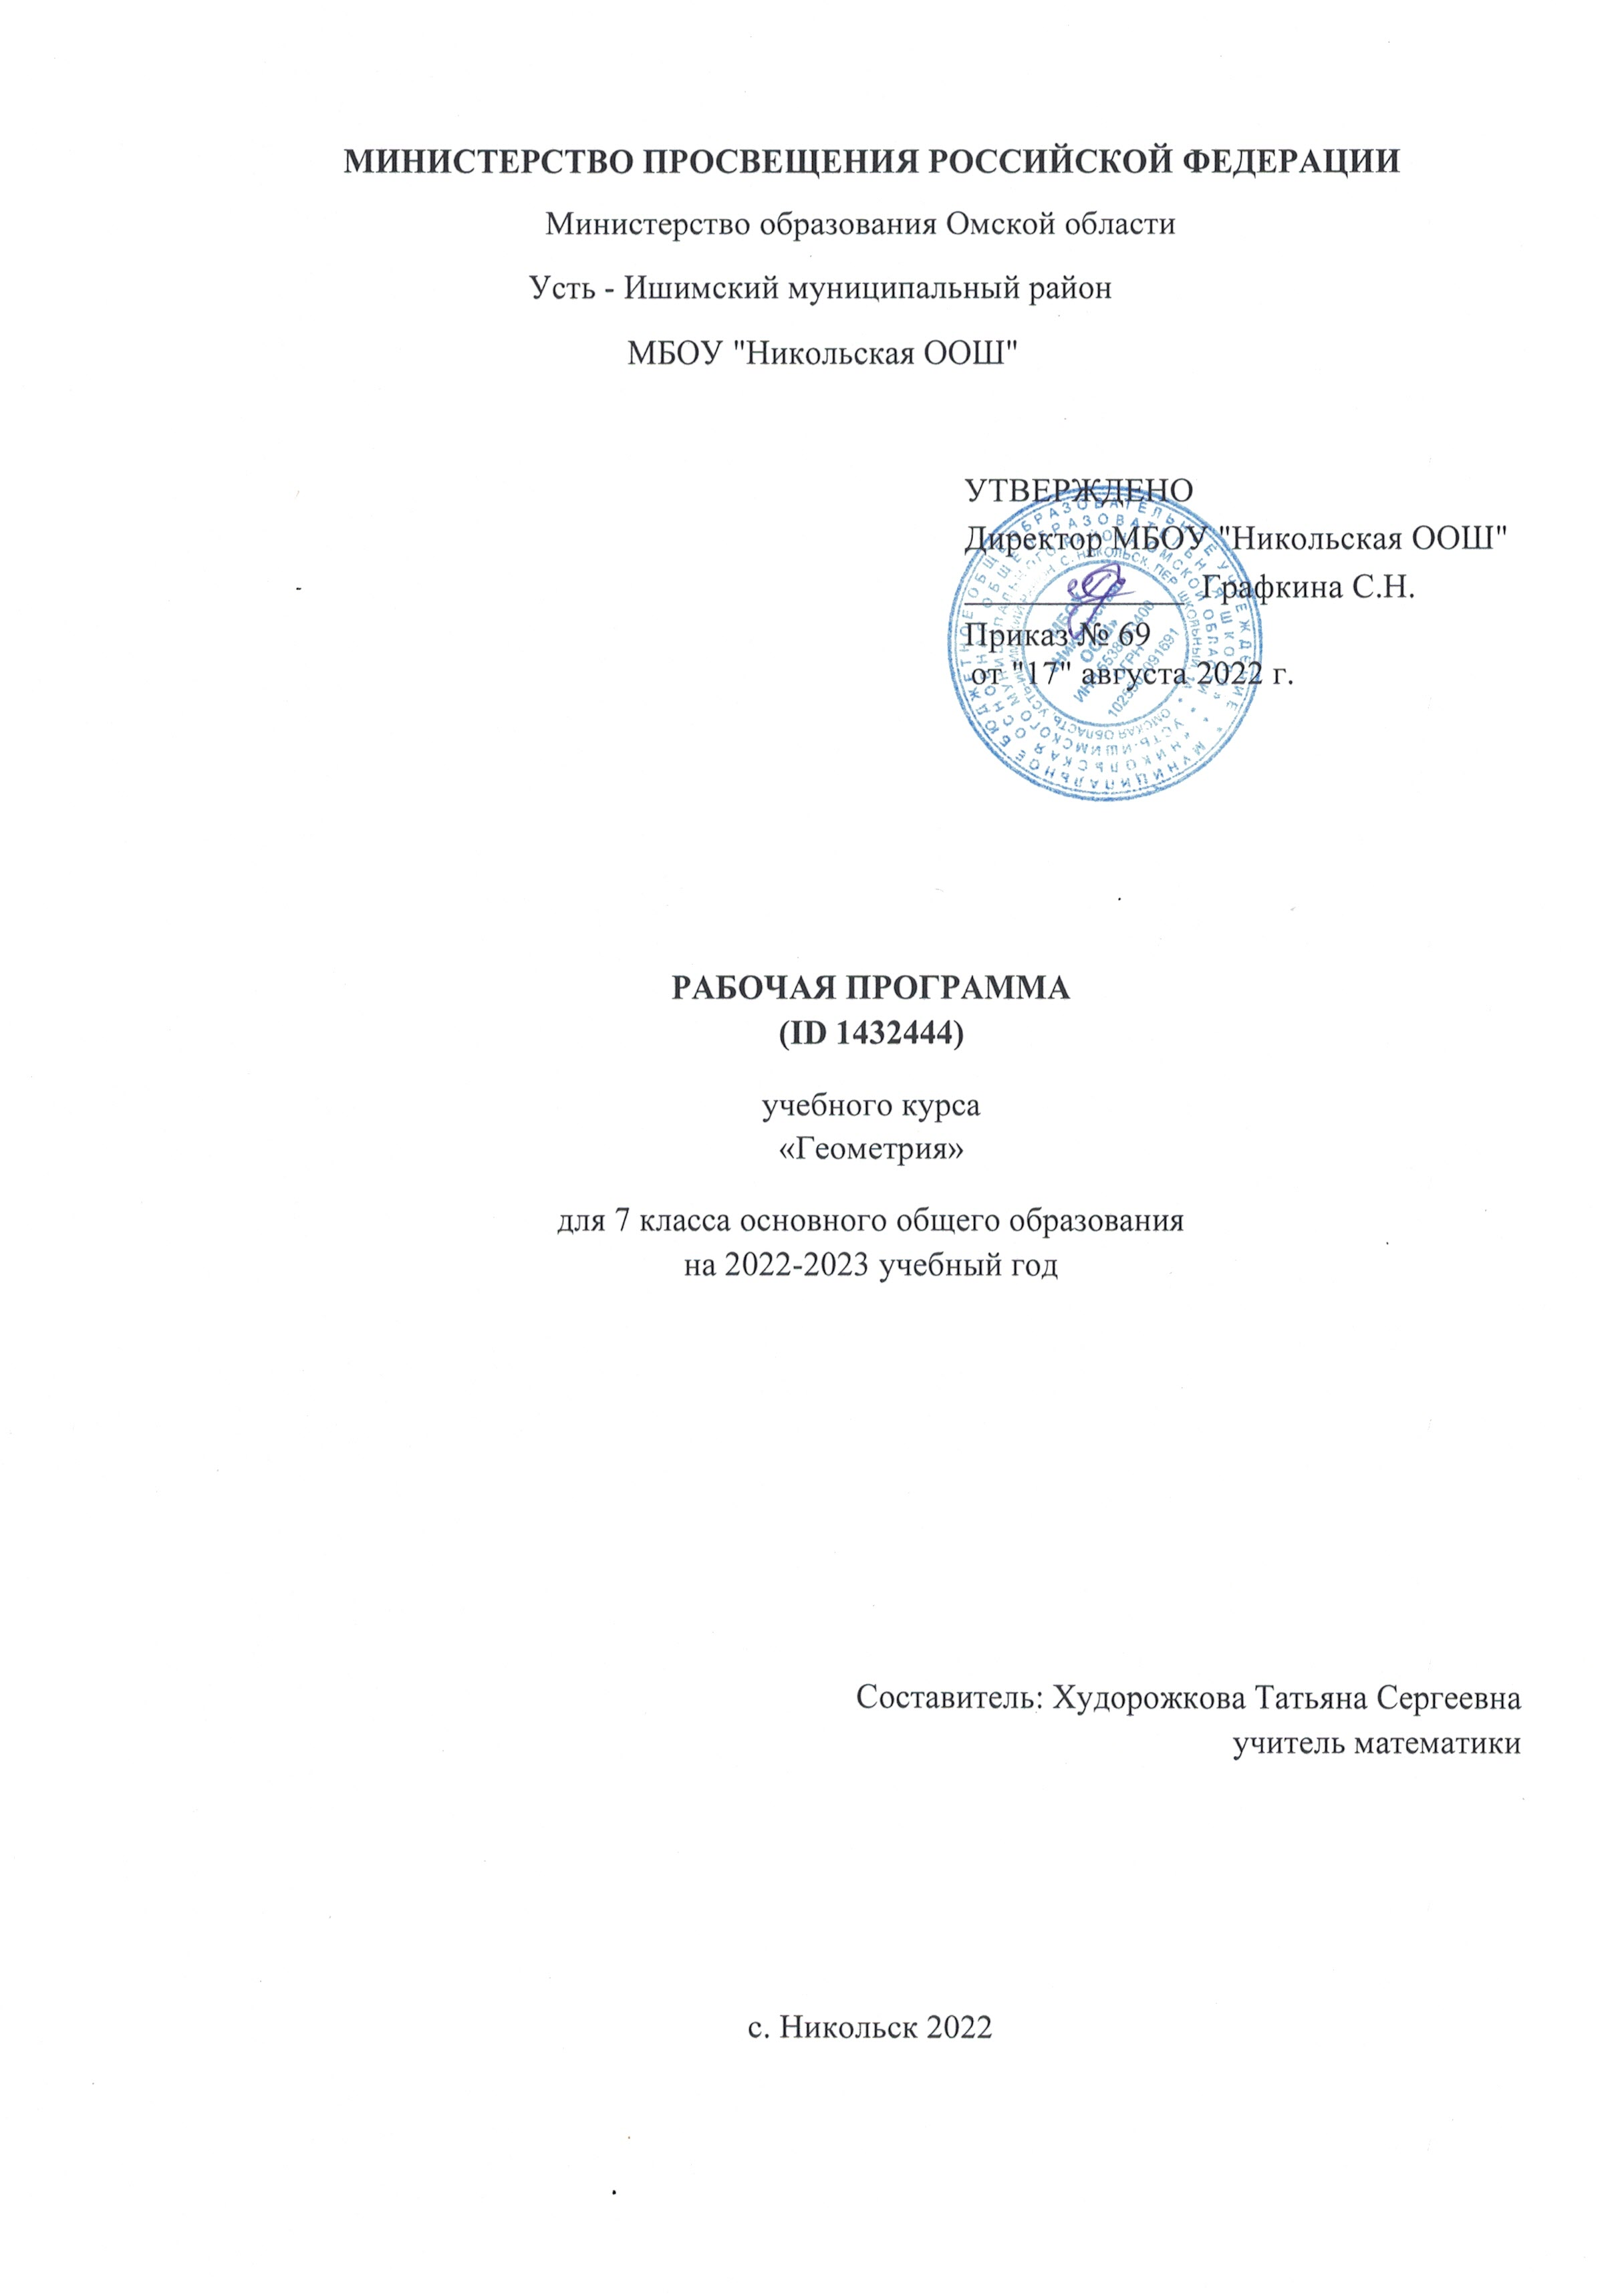 МИНИСТЕРСТВО ПРОСВЕЩЕНИЯ РОССИЙСКОЙ ФЕДЕРАЦИИ
Министерство образования Омской области
Усть - Ишимский муниципальный район
МБОУ "Никольская ООШ"
УТВЕРЖДЕНО
Директор МБОУ "Никольская ООШ"
Графкина С.Н.
Приказ № 69
от "17" августа 2022 г.
РАБОЧАЯ ПРОГРАММА
(ID 1432444)
учебного курса
«Геометрия»
для 7 класса основного общего образования
на 2022-2023 учебный год
Составитель: Худорожкова Татьяна Сергеевна
учитель математики
с. Никольск 2022